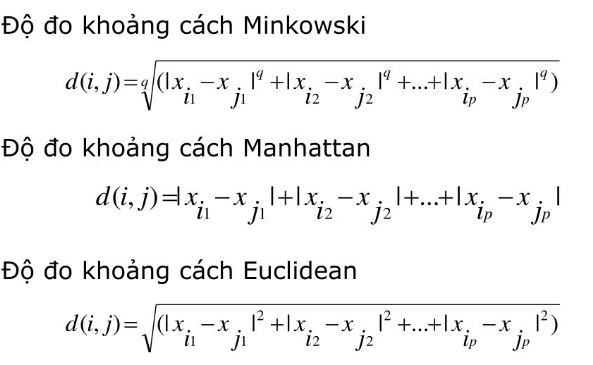 Độ đo khoảng cách Minkowski
d(i, j) = q√(|x_i1 − x_j1|^q + |x_i2 − x_j2|^q + ... + |x_ip − x_jp|^q)
Độ đo khoảng cách Manhattan
d(i, j) = |x_i1 − x_j1| + |x_i2 − x_j2| + ... + |x_ip − x_jp|
Độ đo khoảng cách Euclidean
d(i, j) = √(|x_i1 − x_j1|^2 + |x_i2 − x_j2|^2 + ... + |x_ip − x_jp|^2)